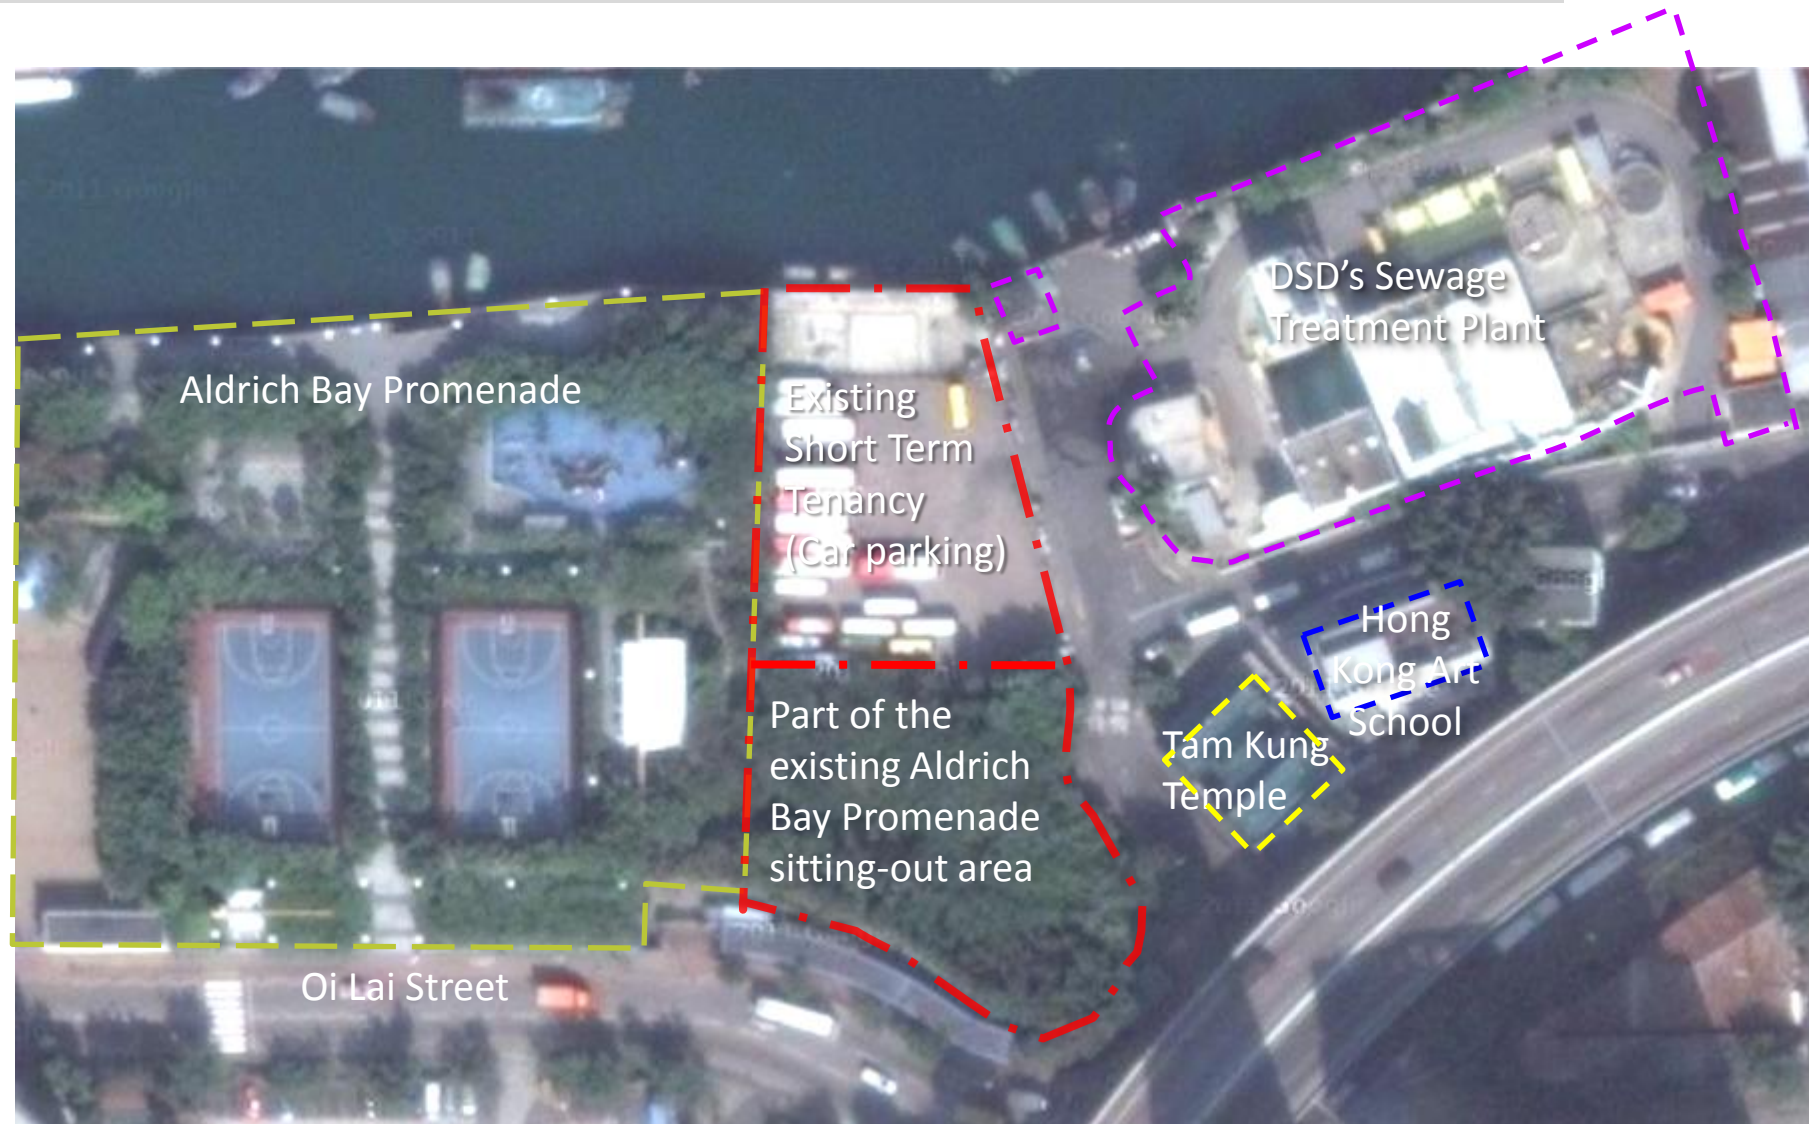 Aldrich Bay Promenade
Existing
Short Term
Tenancy
(Car parking)
DSD’s Sewage
Treatment Plant
Hong
Kong Art
School
Tam Kung
Temple
Part of the
existing Aldrich
Bay Promenade
sitting-out area
Oi Lai Street